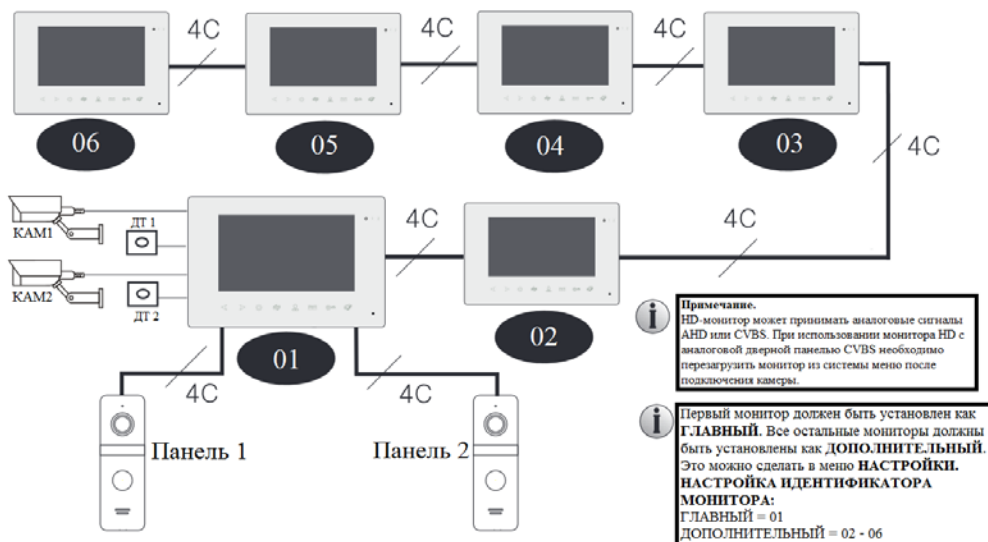 4C
4C
4C
06
05
04
03
4C
КАМ1
ДТ 1
КАМ2
ДТ 2
4C
4C
01
02
4C
4C
Панель 1
Панель 2
Примечание.
HD-монитор может принимать аналоговые сигналы
AHD или CVBS. При использовании монитора HD с
аналоговой дверной панелью CVBS необходимо
перезагрузить монитор из системы меню после
подключения камеры.
Первый монитор должен быть установлен как
ГЛАВНЫЙ. Все остальные мониторы должны
быть установлены как ДОПОЛНИТЕЛЬНЫЙ.
Это можно сделать в меню НАСТРОЙКИ.
НАСТРОЙКА ИДЕНТИФИКАТОРА
МОНИТОРА:
ГЛАВНЫЙ = 01
ДОПОЛНИТЕЛЬНЫЙ = 02 - 06